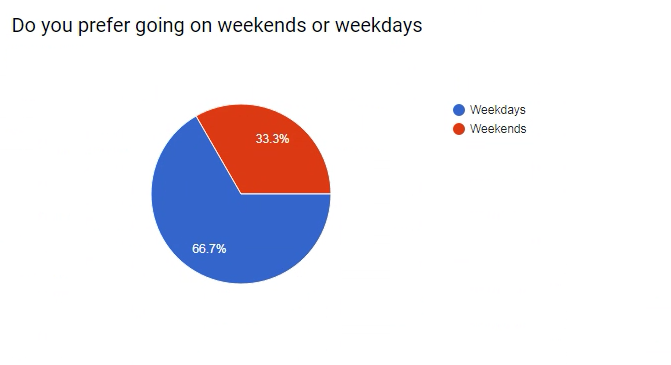 Do you prefer going on weekends or weekdays
Weekdays
Weekends
33.3%
66.7%